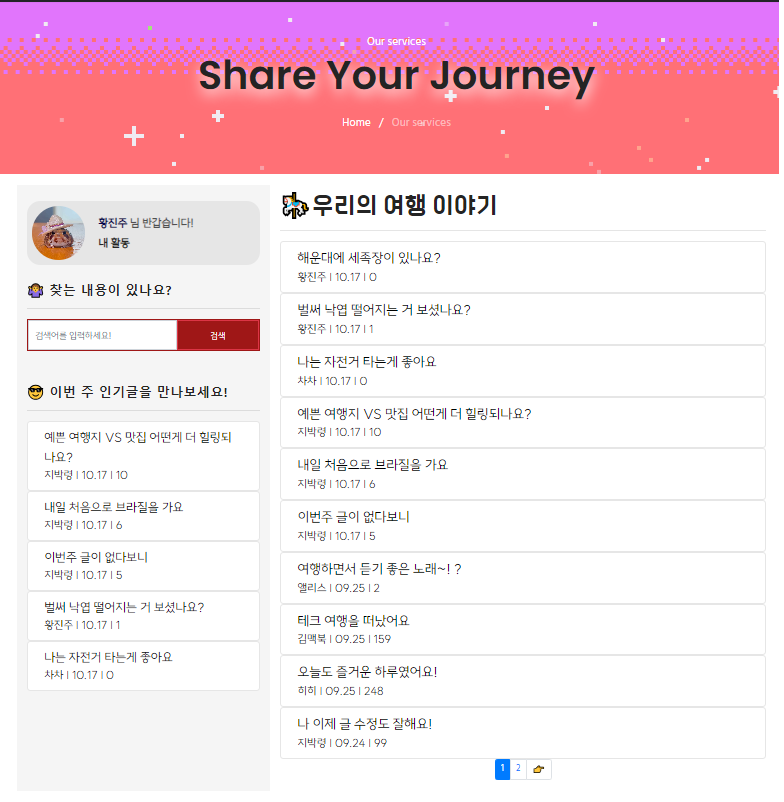 Our services
Share Your Journey
Home / Our services
황진주 님 반갑습니다!
내 활동
찾는 내용이 있나요?
검색어를 입력하세요!
검색
이번 주 인기글을 만나보세요!
예쁜 여행지 VS 맛집 어떤게 더 힐링되
나요?
지박령 | 10.17 | 10
내일 처음으로 브라질을 가요
지박령 | 10.17 | 6
이번주 글이 없다보니
지박령 | 10.17 | 5
벌써 낙엽 떨어지는 거 보셨나요?
황진주 | 10.17 | 1
나는 자전거 타는게 좋아요
차차 | 10.17 | 0
우리의 여행 이야기
해운대에 세족장이 있나요?
황진주 | 10.17 | 0
벌써 낙엽 떨어지는 거 보셨나요?
황진주 | 10.17 | 1
나는 자전거 타는게 좋아요
차차 | 10.17 | 0
예쁜 여행지 VS 맛집 어떤게 더 힐링되나요?
지박령 | 10.17 | 10
내일 처음으로 브라질을 가요
지박령 | 10.17 | 6
이번주 글이 없다보니
지박령 | 10.17 | 5
여행하면서 듣기 좋은 노래~! ?
앨리스 | 09.25 | 2
테크 여행을 떠났어요
김맥북 | 09.25 | 159
오늘도 즐거운 하루였어요!
히히 | 09.25 | 248
나 이제 글 수정도 잘해요!
지박령 | 09.24 | 99
1 2